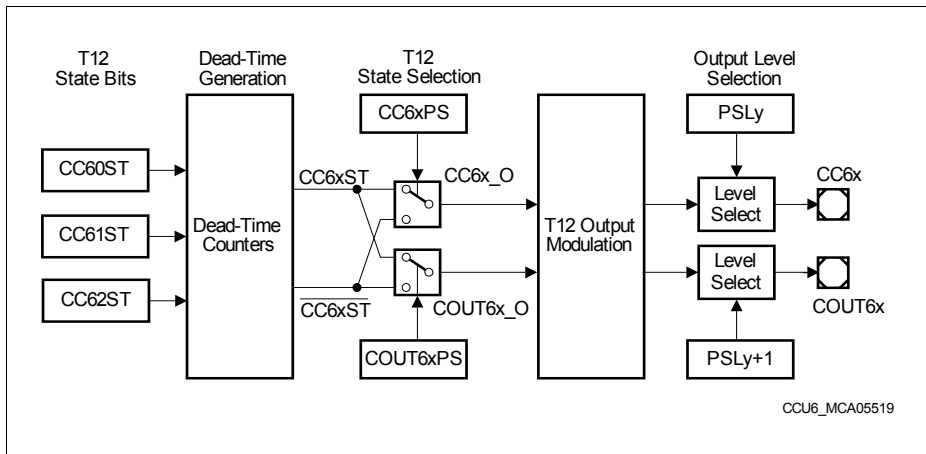 T12
State Bits
Dead-Time
Generation
T12
State Selection
Output Level
Selection
CC6xPS
PSLy
CC60ST
CC61ST
CC62ST
Dead-Time
Counters
CC6xST
CC6xST
CC6x_O
COUT6x_O
COUT6xPS
T12 Output
Modulation
Level
Select
Level
Select
CC6x
COUT6x
PSLy+1
CCU6_MCA05519